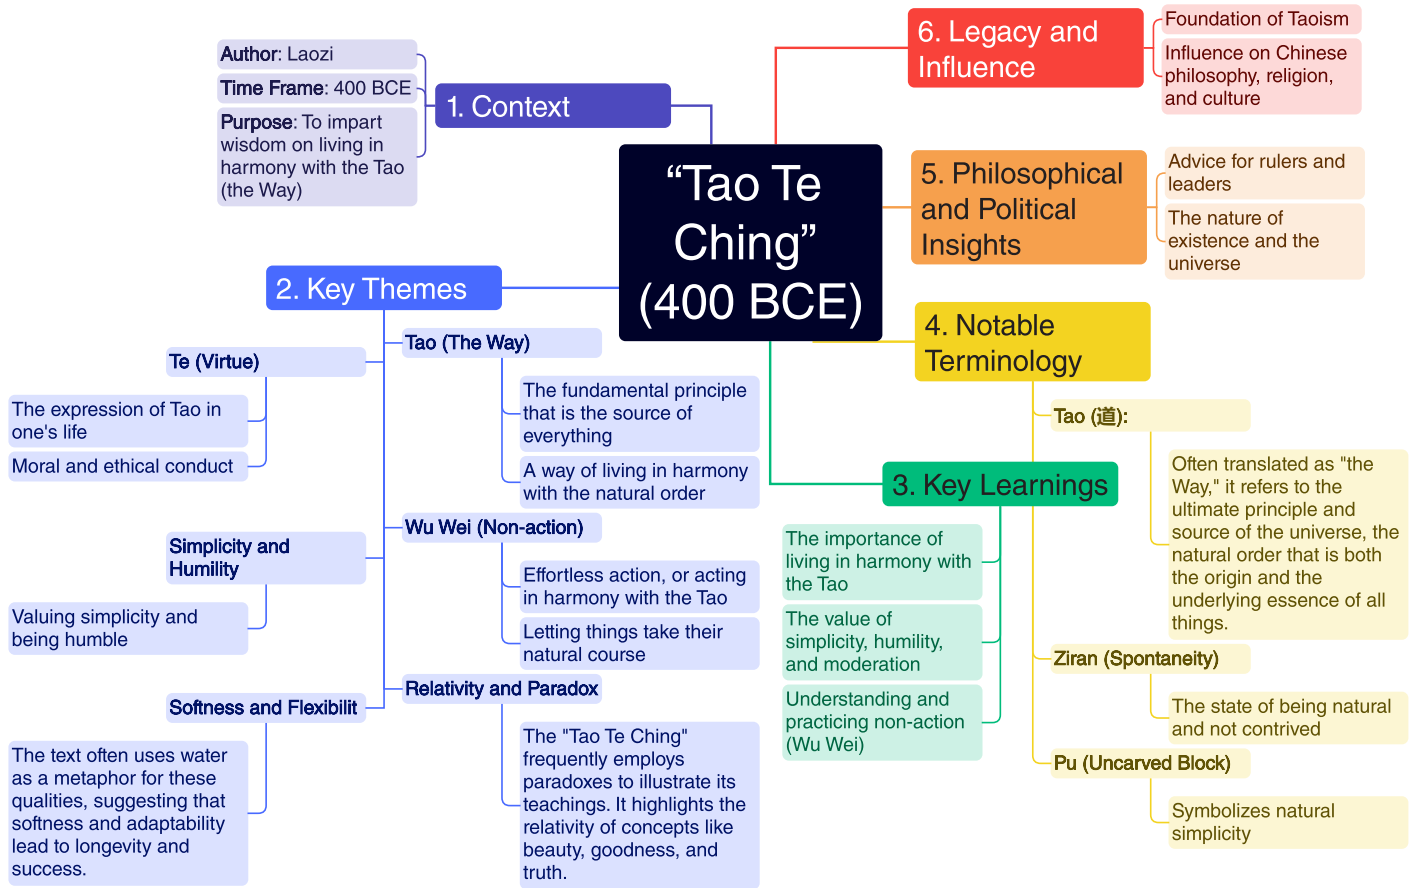 “Tao Te
Ching”
(400 BCE)
1. Context
Author: Laozi
Time Frame: 400 BCE
Purpose: To impart
wisdom on living in
harmony with the Tao
(the Way)
2. Key Themes
Tao (The Way)
The fundamental principle
that is the source of
everything
A way of living in harmony
with the natural order
Te (Virtue)
The expression of Tao in
one's life
Moral and ethical conduct
Wu Wei (Non-action)
Effortless action, or acting
in harmony with the Tao
Letting things take their
natural course
Simplicity and
Humility
Valuing simplicity and
being humble
Relativity and Paradox
The "Tao Te Ching"
frequently employs
paradoxes to illustrate its
teachings. It highlights the
relativity of concepts like
beauty, goodness, and
truth.
Softness and Flexibilit
The text often uses water
as a metaphor for these
qualities, suggesting that
softness and adaptability
lead to longevity and
success.
3. Key Learnings
The importance of
living in harmony with
the Tao
The value of
simplicity, humility,
and moderation
Understanding and
practicing non-action
(Wu Wei)
4. Notable
Terminology
Tao (道):
Often translated as "the
Way," it refers to the
ultimate principle and
source of the universe, the
natural order that is both
the origin and the
underlying essence of all
things.
Ziran (Spontaneity)
The state of being natural
and not contrived
Pu (Uncarved Block)
Symbolizes natural
simplicity
5. Philosophical
and Political
Insights
Advice for rulers and
leaders
The nature of
existence and the
universe
6. Legacy and
Influence
Foundation of Taoism
Influence on Chinese
philosophy, religion,
and culture